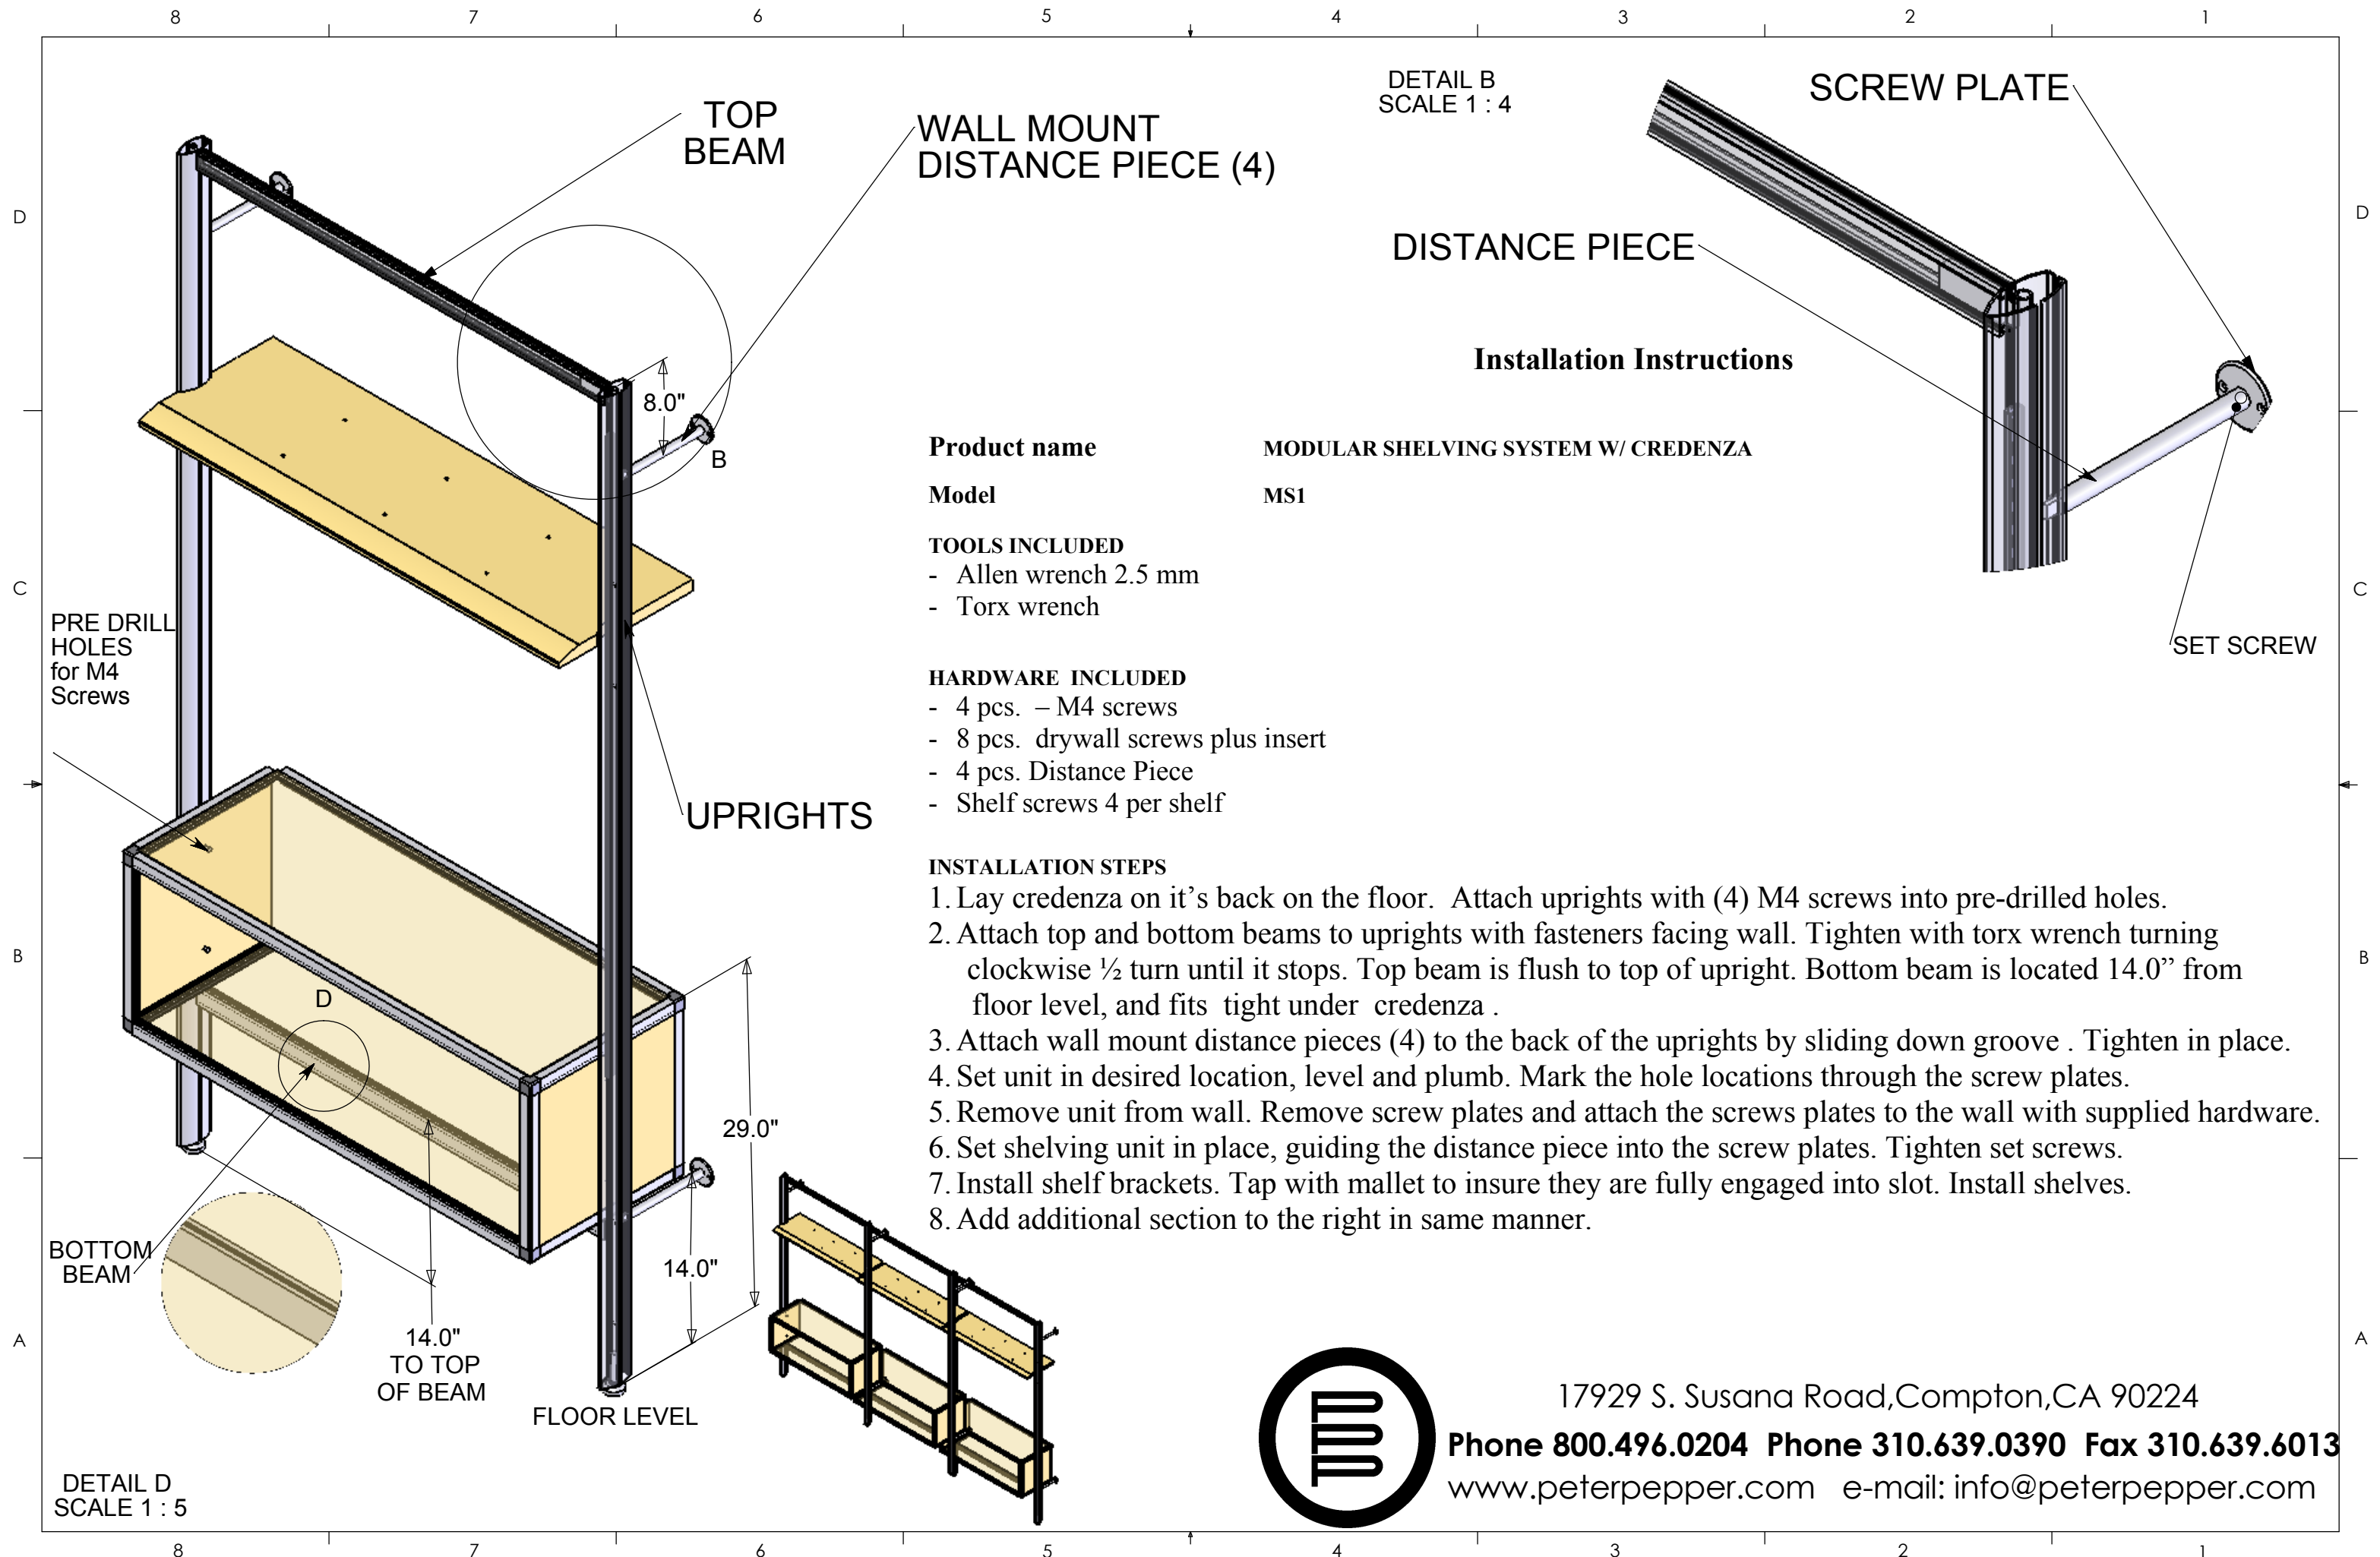 8 7 6 5 4 3 2 1
D
C
B
A
D
C
B
A
TOP
BEAM
WALL MOUNT
DISTANCE PIECE (4)
DETAIL B
SCALE 1 : 4
SCREW PLATE
DISTANCE PIECE
SET SCREW
8.0"
B
PRE DRILL
HOLES
for M4
Screws
UPRIGHTS
D
29.0"
14.0"
BOTTOM
BEAM
14.0"
TO TOP
OF BEAM
FLOOR LEVEL
DETAIL D
SCALE 1 : 5
Installation Instructions
Product name MODULAR SHELVING SYSTEM W/ CREDENZA
Model MS1
TOOLS INCLUDED
- Allen wrench 2.5 mm
- Torx wrench
HARDWARE INCLUDED
- 4 pcs. – M4 screws
- 8 pcs. drywall screws plus insert
- 4 pcs. Distance Piece
- Shelf screws 4 per shelf
INSTALLATION STEPS
1. Lay credenza on it’s back on the floor. Attach uprights with (4) M4 screws into pre-drilled holes.
2. Attach top and bottom beams to uprights with fasteners facing wall. Tighten with torx wrench turning
clockwise ½ turn until it stops. Top beam is flush to top of upright. Bottom beam is located 14.0” from
floor level, and fits tight under credenza .
3. Attach wall mount distance pieces (4) to the back of the uprights by sliding down groove . Tighten in place.
4. Set unit in desired location, level and plumb. Mark the hole locations through the screw plates.
5. Remove unit from wall. Remove screw plates and attach the screws plates to the wall with supplied hardware.
6. Set shelving unit in place, guiding the distance piece into the screw plates. Tighten set screws.
7. Install shelf brackets. Tap with mallet to insure they are fully engaged into slot. Install shelves.
8. Add additional section to the right in same manner.
17929 S. Susana Road,Compton,CA 90224
Phone 800.496.0204 Phone 310.639.0390 Fax 310.639.6013
www.peterpepper.com e-mail: info@peterpepper.com
8 7 6 5 4 3 2 1